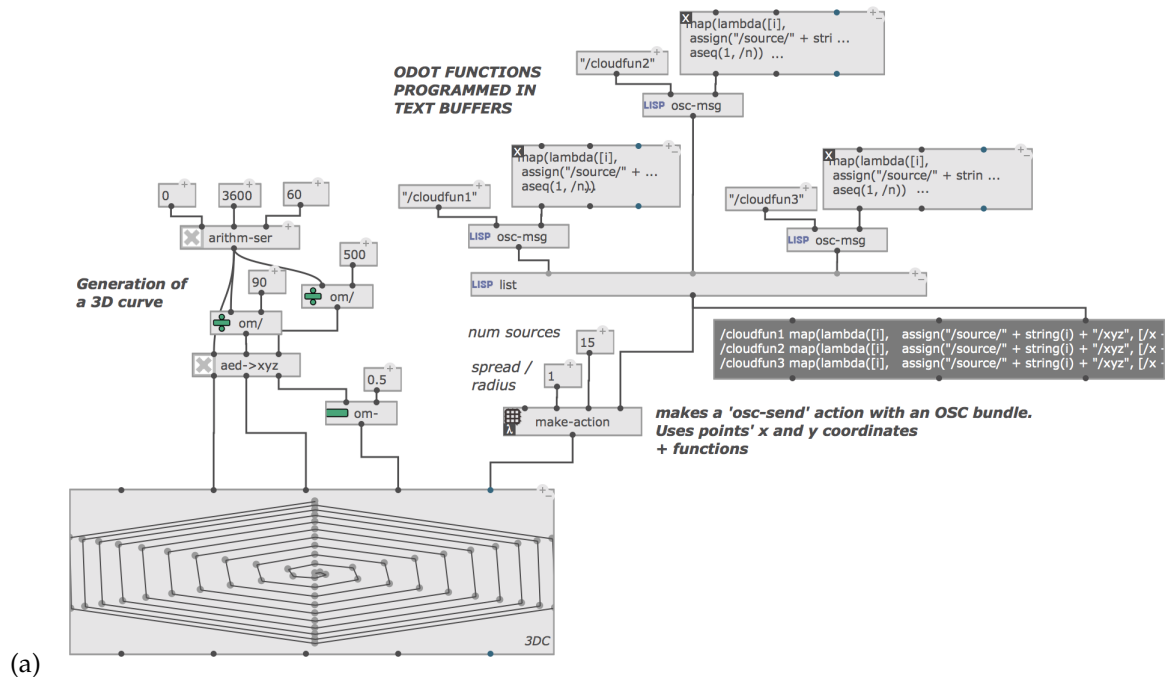 map(lambda([i],
assign("/source/" + stri ...
aseq(1, /n)) ...
"/cloudfun2"
ODOT FUNCTIONS
PROGRAMMED IN
TEXT BUFFERS
LISP osc-msg
map(lambda([i],
assign("/source/" + ...
aseq(1, /n))
map(lambda([i],
assign("/source/" + strin ...
aseq(1, /n)) ...
"/cloudfun1"
"/cloudfun3"
LISP osc-msg
LISP osc-msg
0
3600
60
arithm-ser
500
Generation of
a 3D curve
90
om/
om/
LISP list
num sources
15
/cloudfun1 map(lambda([i], assign("/source/" + string(i) + "/xyz", [/x -
/cloudfun2 map(lambda([i], assign("/source/" + string(i) + "/xyz", [/x -
/cloudfun3 map(lambda([i], assign("/source/" + string(i) + "/xyz", [/x -
aed->xyz
spread /
radius
1
0.5
om-
λ make-action
makes a 'osc-send' action with an OSC bundle.
Uses points' x and y coordinates
+ functions
3DC
(a)